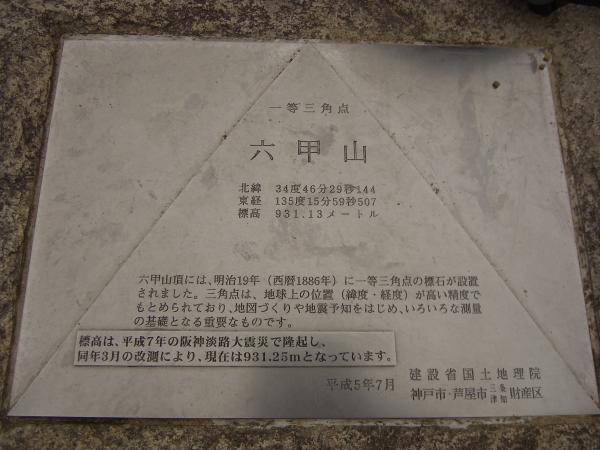 一等三角点
六甲山
北緯 34度46分29秒144
東経 135度15分59秒507
標高 931.13メートル
六甲山頂には、明治19年（西暦1886年）に一等三角点の標石が設置
されました。三角点は、地球上の位置（緯度・経度）が高い精度で
もとめられており、地図づくりや地震予知をはじめ、いろいろな測量
の基礎となる重要なものです。
標高は、平成7年の阪神淡路大震災で隆起し、
同年3月の改測により、現在は931.25mとなっています。
平成5年7月
建設省国土地理院
神戸市・芦屋市三条津知財産区